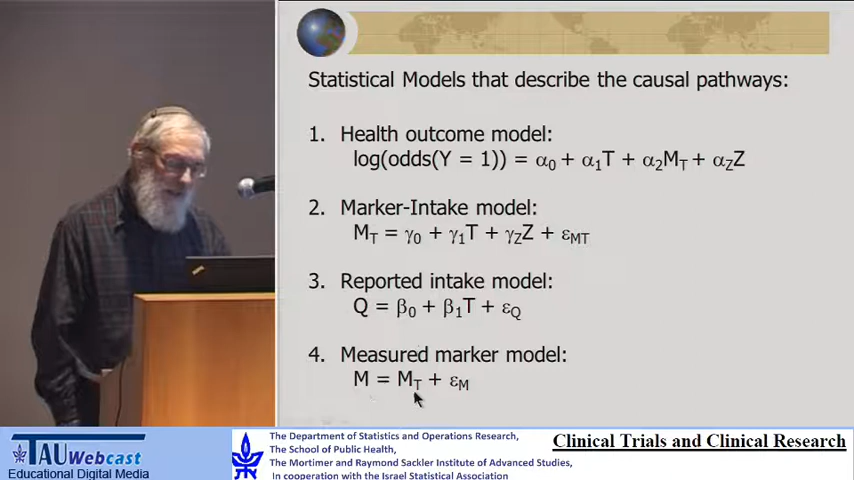 Statistical Models that describe the causal pathways:
1. Health outcome model:
log(odds(Y = 1)) = α0 + α1T + α2MT + αZZ
2. Marker-Intake model:
MT = γ0 + γ1T + γZZ + εMT
3. Reported intake model:
Q = β0 + β1T + εQ
4. Measured marker model:
M = MT + εM
TAU Webcast
Educational Digital Media
The Department of Statistics and Operations Research,
The School of Public Health,
The Mortimer and Raymond Sackler Institute of Advanced Studies,
In cooperation with the Israel Statistical Association
Clinical Trials and Clinical Research